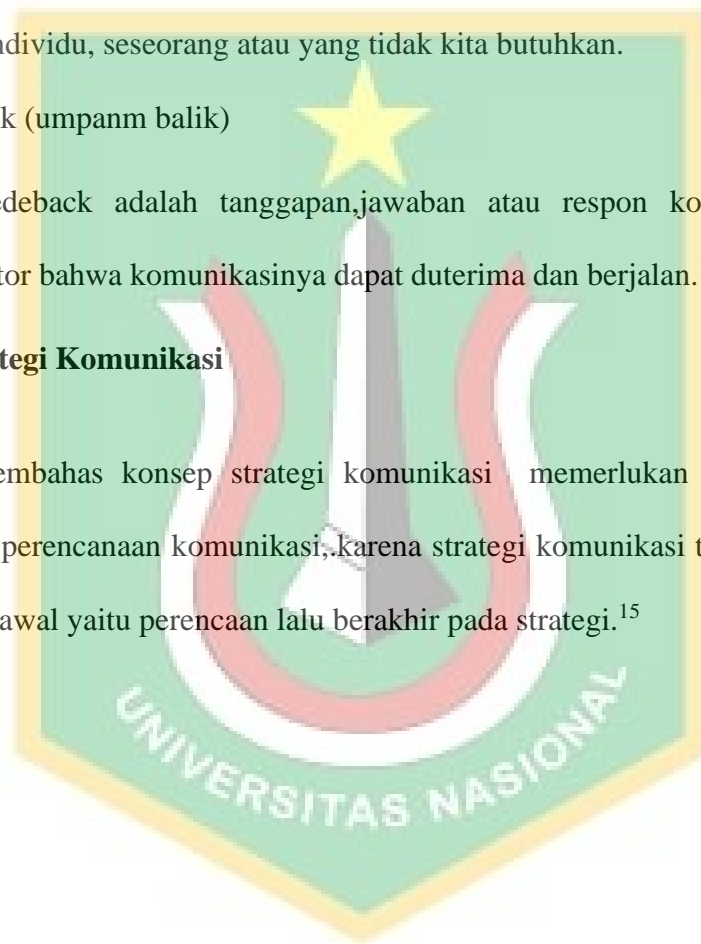 ndividu, seseorang atau yang tidak kita butuhkan.
k (umpanm balik)
edeback adalah tanggapan,jawaban atau respon ko
tor bahwa komunikasinya dapat duterima dan berjalan.
tegi Komunikasi
embahas konsep strategi komunikasi memerlukan
perencanaan komunikasi,.karena strategi komunikasi t
awal yaitu perencaan lalu berakhir pada strategi.15
UNIVERSITAS NASIONAL